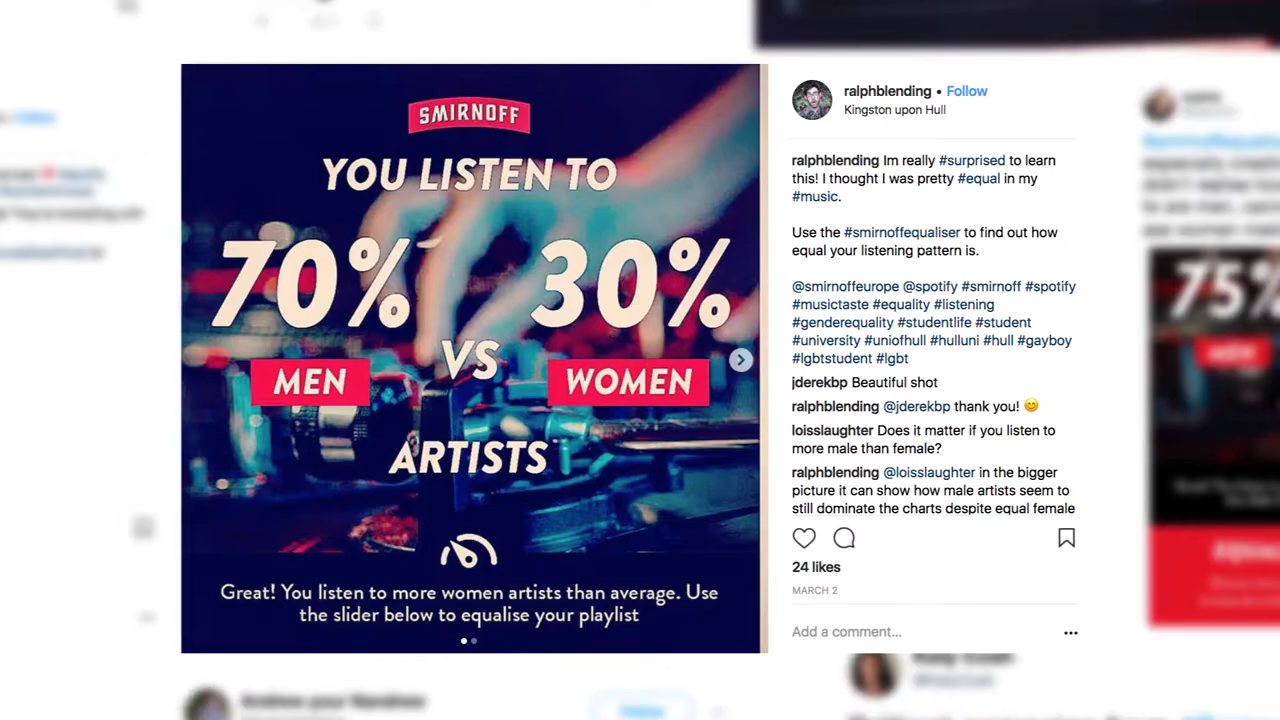 SMIRNOFF
YOU LISTEN TO
70% 30%
VS
MEN WOMEN
ARTISTS
Great! You listen to more women artists than average. Use
the slider below to equalise your playlist
ralphblending • Follow
Kingston upon Hull
ralphblending Im really #surprised to learn
this! I thought I was pretty #equal in my
#music.
Use the #smirnoffequaliser to find out how
equal your listening pattern is.
@smirnoffeurope @spotify #smirnoff #spotify
#musictaste #equality #listening
#genderequality #studentlife #student
#university #uniofhull #hulluni #hull #gayboy
#lgbtstudent #lgbt
jderekbp Beautiful shot
ralphblending @jderekbp thank you! 😊
loisslaughter Does it matter if you listen to
more male than female?
ralphblending @loisslaughter in the bigger
picture it can show how male artists seem to
still dominate the charts despite equal female
24 likes
MARCH 2
Add a comment...
75%
MEN